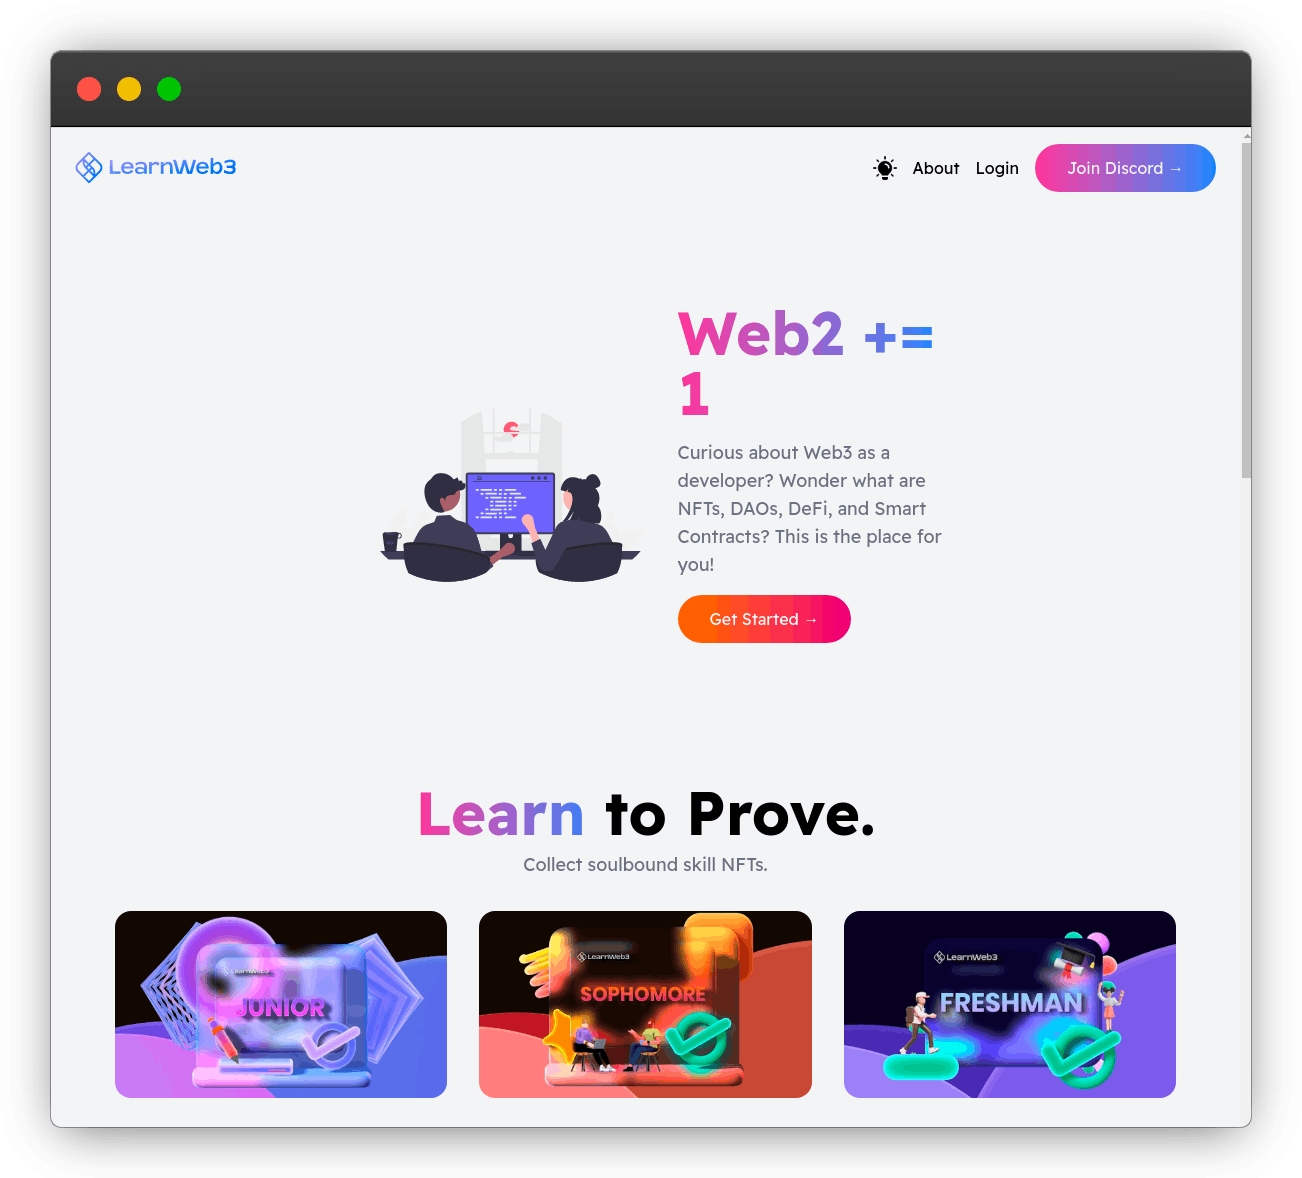 LearnWeb3
About
Login
Join Discord →
Web2 +=
1
Curious about Web3 as a
developer? Wonder what are
NFTs, DAOs, DeFi, and Smart
Contracts? This is the place for
you!
Get Started →
Learn to Prove.
Collect soulbound skill NFTs.
LearnWeb3
JUNIOR
LearnWeb3
SOPHOMORE
LearnWeb3
FRESHMAN